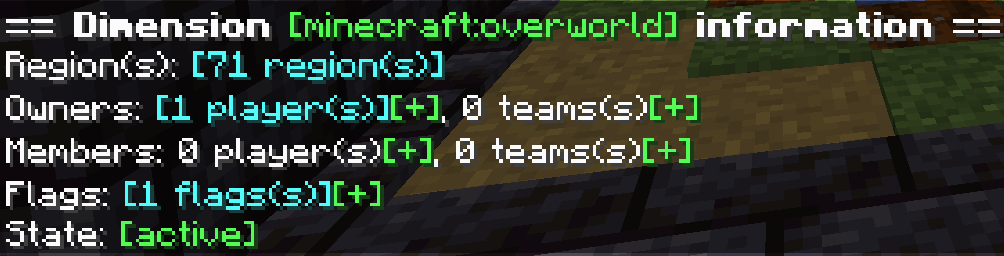 == Dimension [minecraft:overworld] information ==
Region(s): [71 region(s)]
Owners: [1 player(s)][+], 0 teams(s)[+]
Members: 0 player(s)[+], 0 teams(s)[+]
Flags: [1 flags(s)][+]
State: [active]